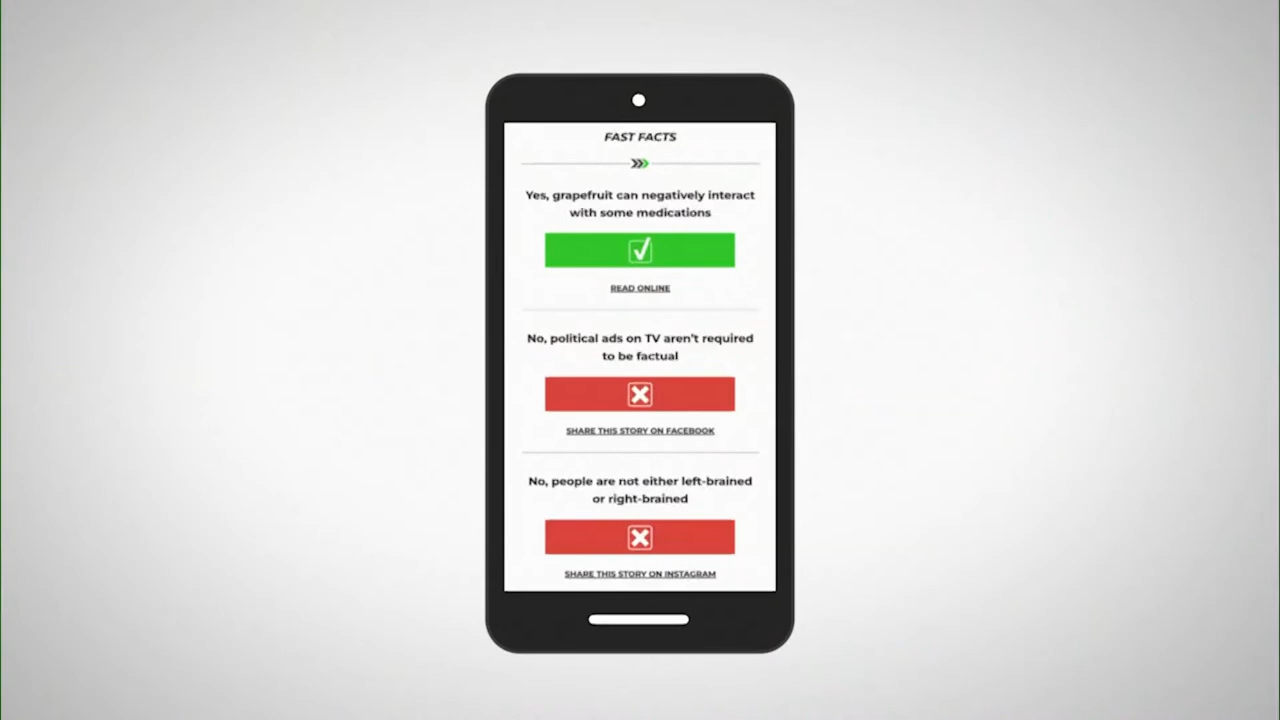 FAST FACTS
Yes, grapefruit can negatively interact
with some medications
READ ONLINE
No, political ads on TV aren't required
to be factual
SHARE THIS STORY ON FACEBOOK
No, people are not either left-brained
or right-brained
SHARE THIS STORY ON INSTAGRAM